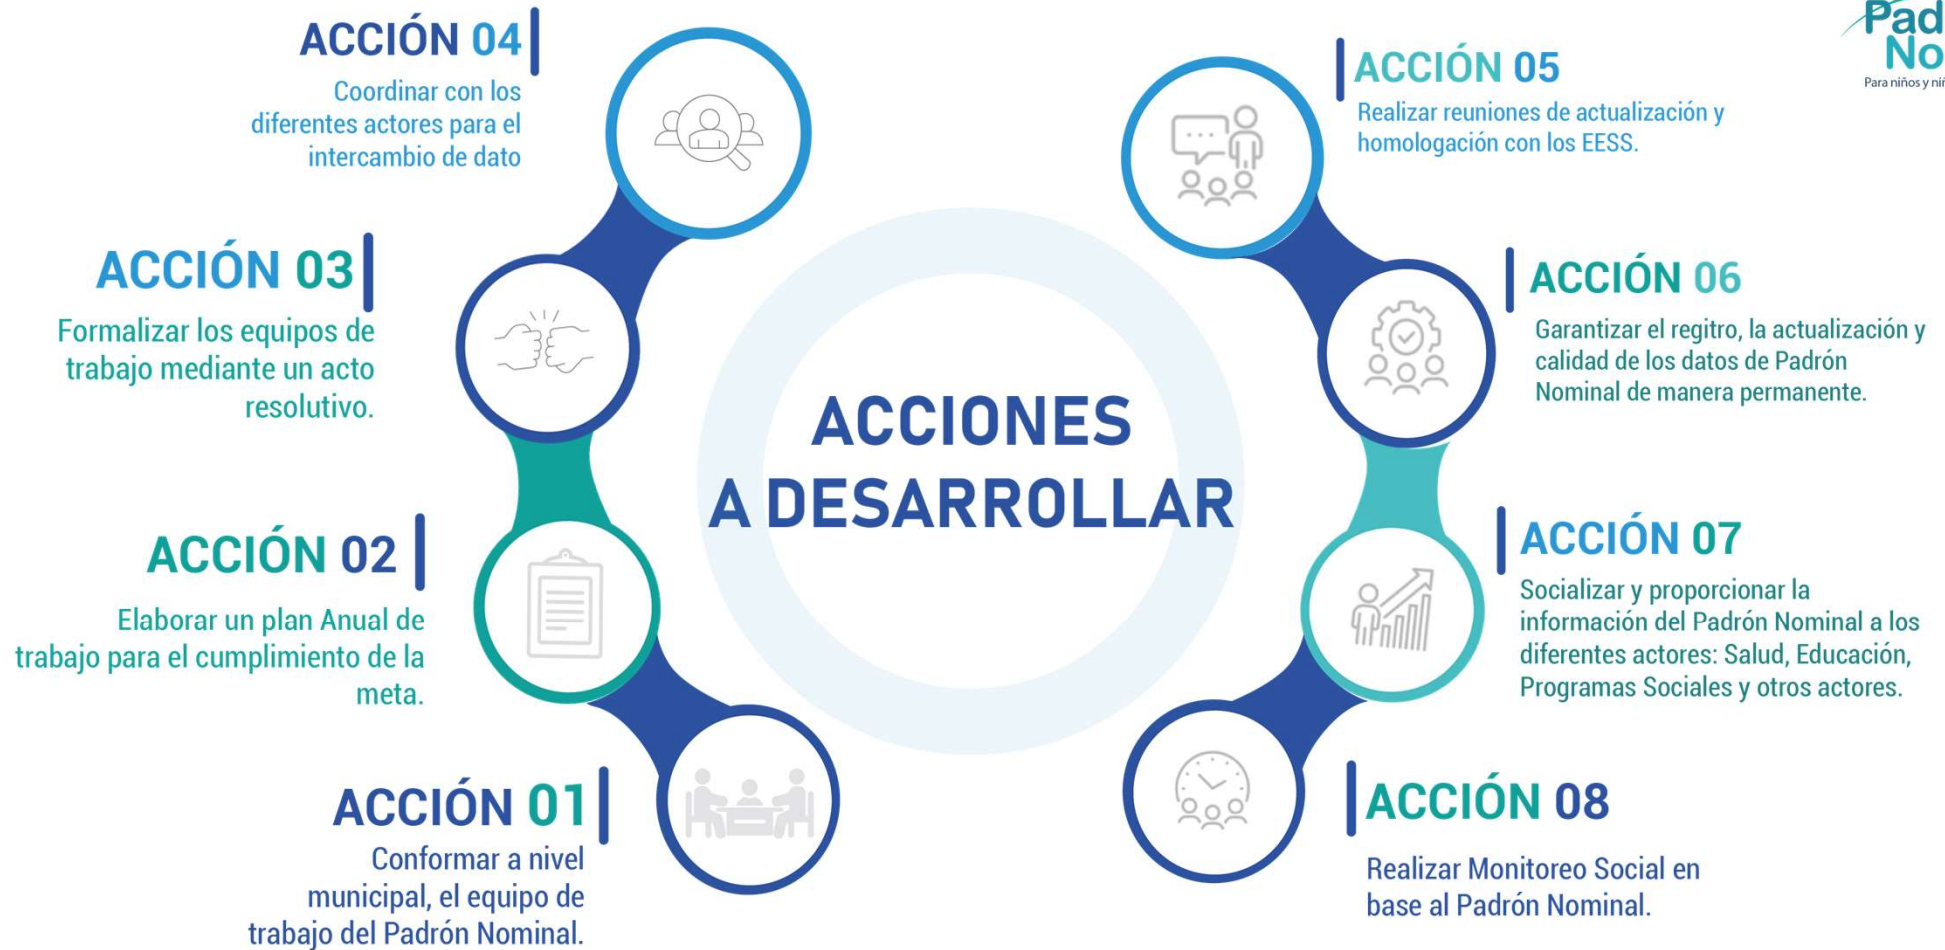 ACCIÓN 04
Coordinar con los
diferentes actores para el
intercambio de dato
ACCIÓN 03
Formalizar los equipos de
trabajo mediante un acto
resolutivo.
ACCIÓN 02
Elaborar un plan Anual de
trabajo para el cumplimiento de la
meta.
ACCIÓN 01
Conformar a nivel
municipal, el equipo de
trabajo del Padrón Nominal.
ACCIONES
A DESARROLLAR
ACCIÓN 05
Realizar reuniones de actualización y
homologación con los EESS.
ACCIÓN 06
Garantizar el regitro, la actualización y
calidad de los datos de Padrón
Nominal de manera permanente.
ACCIÓN 07
Socializar y proporcionar la
información del Padrón Nominal a los
diferentes actores: Salud, Educación,
Programas Sociales y otros actores.
ACCIÓN 08
Realizar Monitoreo Social en
base al Padrón Nominal.
Pad
No
Para niños y niñ